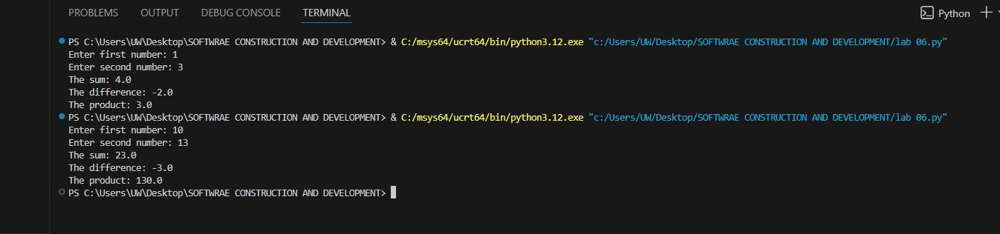 PROBLEMS OUTPUT DEBUG CONSOLE TERMINAL Python
PS C:\Users\UW\Desktop\SOFTWRAE CONSTRUCTION AND DEVELOPMENT> & C:/msys64/ucrt64/bin/python3.12.exe "c:/Users/UW/Desktop/SOFTWRAE CONSTRUCTION AND DEVELOPMENT/lab 06.py"
Enter first number: 1
Enter second number: 3
The sum: 4.0
The difference: -2.0
The product: 3.0
PS C:\Users\UW\Desktop\SOFTWRAE CONSTRUCTION AND DEVELOPMENT> & C:/msys64/ucrt64/bin/python3.12.exe "c:/Users/UW/Desktop/SOFTWRAE CONSTRUCTION AND DEVELOPMENT/lab 06.py"
Enter first number: 10
Enter second number: 13
The sum: 23.0
The difference: -3.0
The product: 130.0
PS C:\Users\UW\Desktop\SOFTWRAE CONSTRUCTION AND DEVELOPMENT>